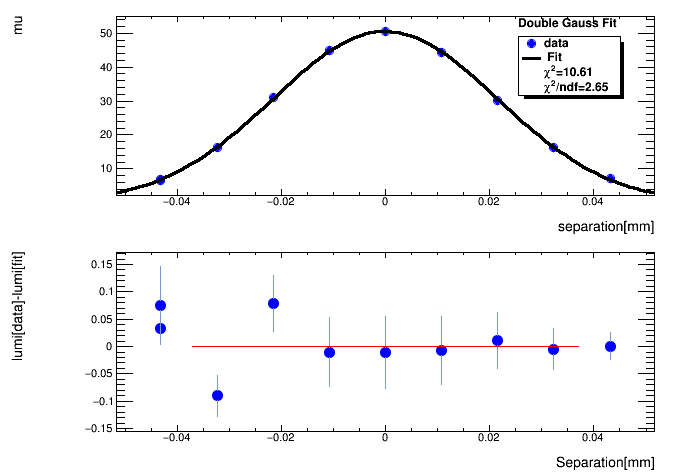 Double Gauss Fit
mu
data
Fit
χ²=10.61
χ²/ndf=2.65
50
40
30
20
10
−0.04 −0.02 0 0.02 0.04
separation[mm]
lumi[data]-lumi[fit]
0.15
0.1
0.05
0
−0.05
−0.1
−0.15
−0.04 −0.02 0 0.02 0.04
Separation[mm]